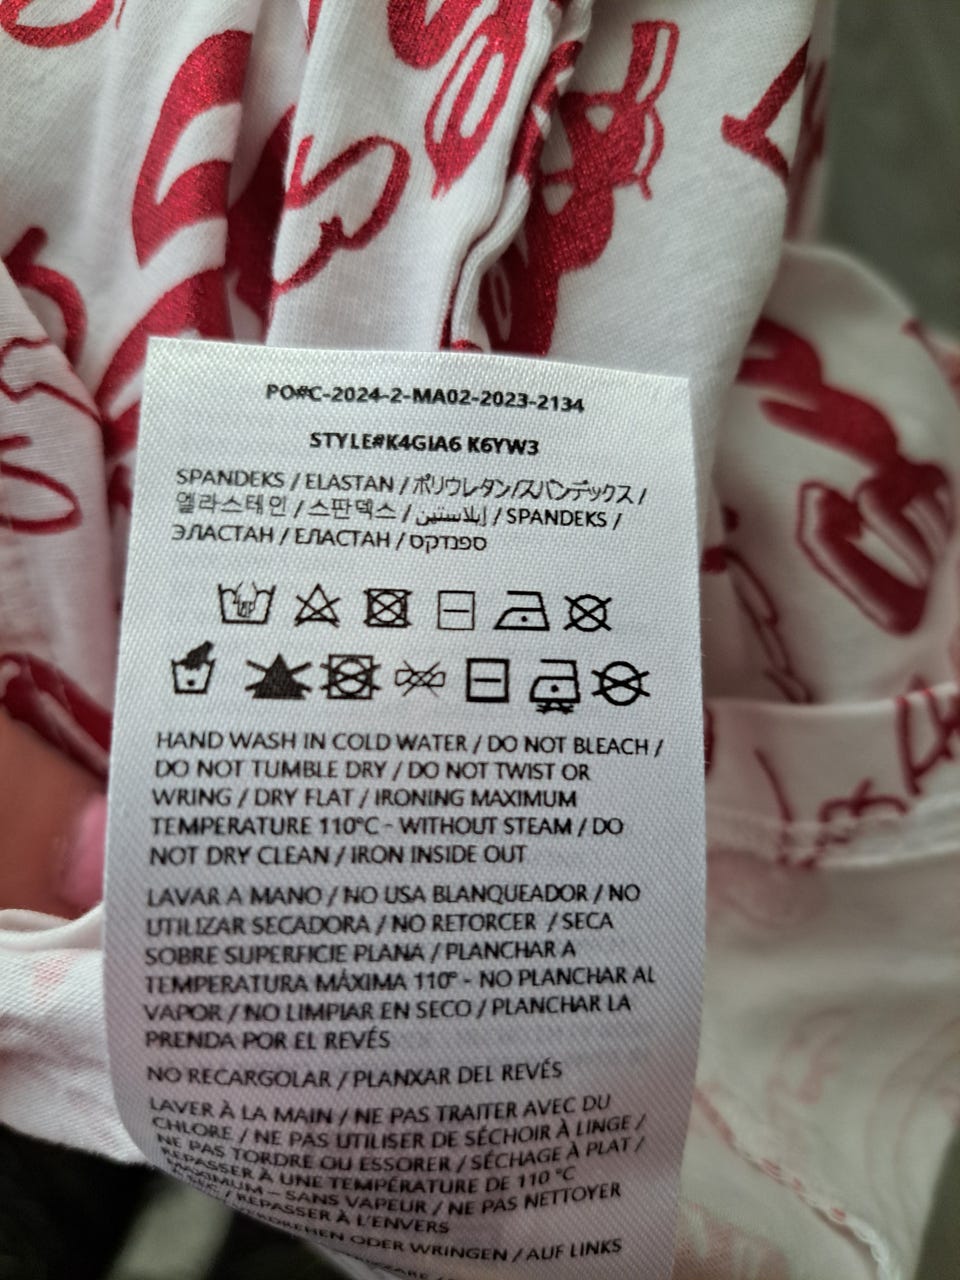 PO#C-2024-2-MA02-2023-2134
STYLE#K4GIA6 K6YW3
SPANDEKS / ELASTAN / ポリウレタン/スパンデックス /
엘라스테인 / 스판덱스 / إيلاستين / SPANDEKS /
ЭЛАСТАН / ЕЛАСТАН / ספנדקס
HAND WASH IN COLD WATER / DO NOT BLEACH /
DO NOT TUMBLE DRY / DO NOT TWIST OR
WRING / DRY FLAT / IRONING MAXIMUM
TEMPERATURE 110°C - WITHOUT STEAM / DO
NOT DRY CLEAN / IRON INSIDE OUT
LAVAR A MANO / NO USA BLANQUEADOR / NO
UTILIZAR SECADORA / NO RETORCER / SECA
SOBRE SUPERFICIE PLANA / PLANCHAR A
TEMPERATURA MÁXIMA 110° - NO PLANCHAR AL
VAPOR / NO LIMPIAR EN SECO / PLANCHAR LA
PRENDA POR EL REVÉS
NO RECARGOLAR / PLANXAR DEL REVÉS
LAVER À LA MAIN / NE PAS TRAITER AVEC DU
CHLORE / NE PAS UTILISER DE SÉCHOIR À LINGE /
NE PAS TORDRE OU ESSORER / SÉCHAGE À PLAT /
REPASSER À UNE TEMPÉRATURE DE 110 °C
MAXIMUM – SANS VAPEUR / NE PAS NETTOYER
SEC / REPASSER À L'ENVERS
VERDREHEN ODER WRINGEN / AUF LINKS